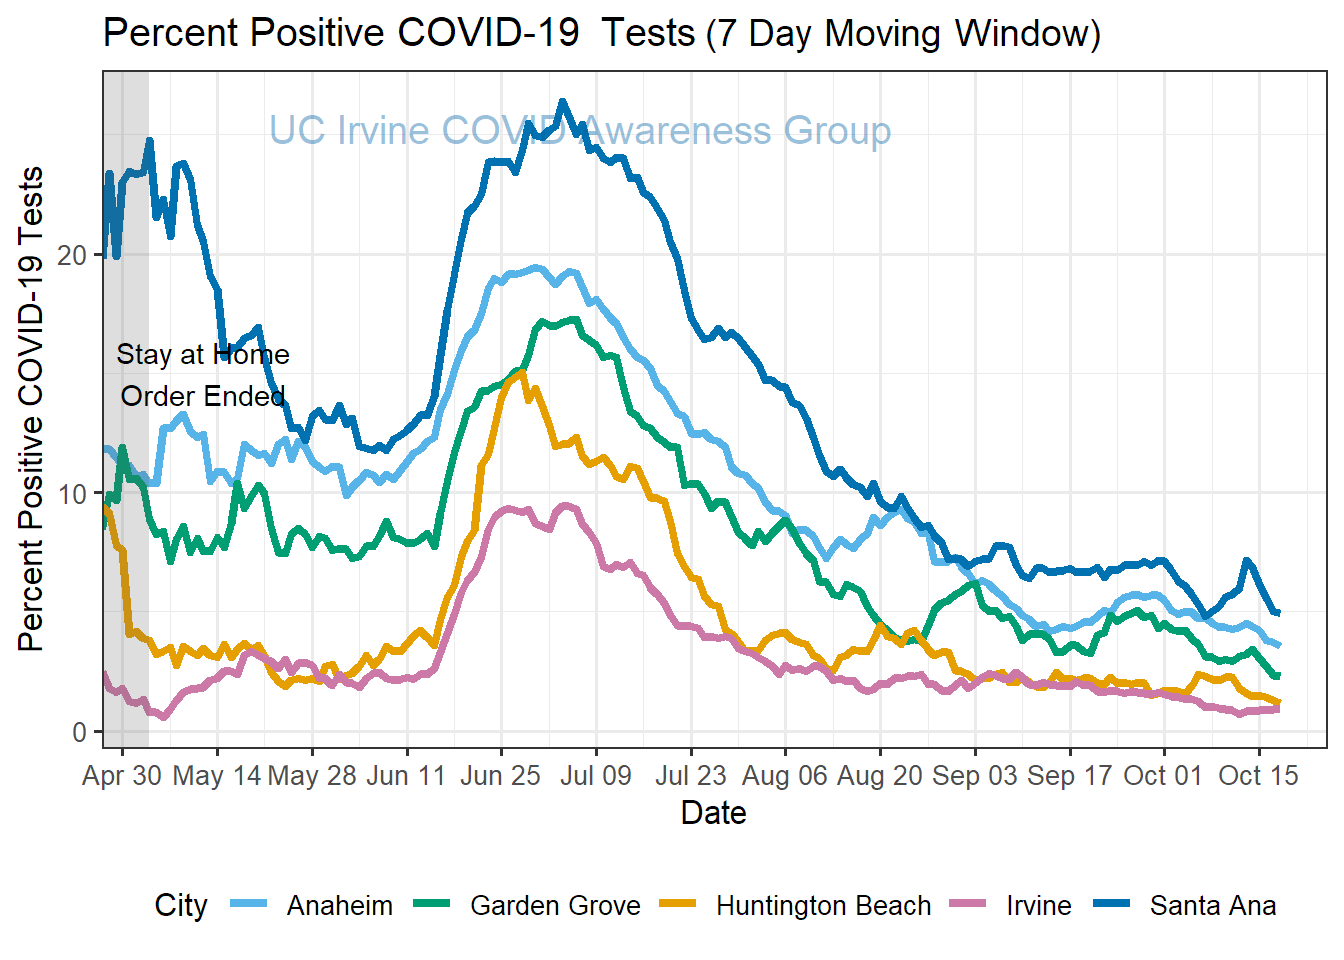 Percent Positive COVID-19  Tests (7 Day Moving Window)
UC Irvine COVID Awareness Group
Percent Positive COVID-19 Tests
20
10
0
Stay at Home
Order Ended
Apr 30 May 14 May 28 Jun 11 Jun 25 Jul 09 Jul 23 Aug 06 Aug 20 Sep 03 Sep 17 Oct 01 Oct 15
Date
City Anaheim Garden Grove Huntington Beach Irvine Santa Ana